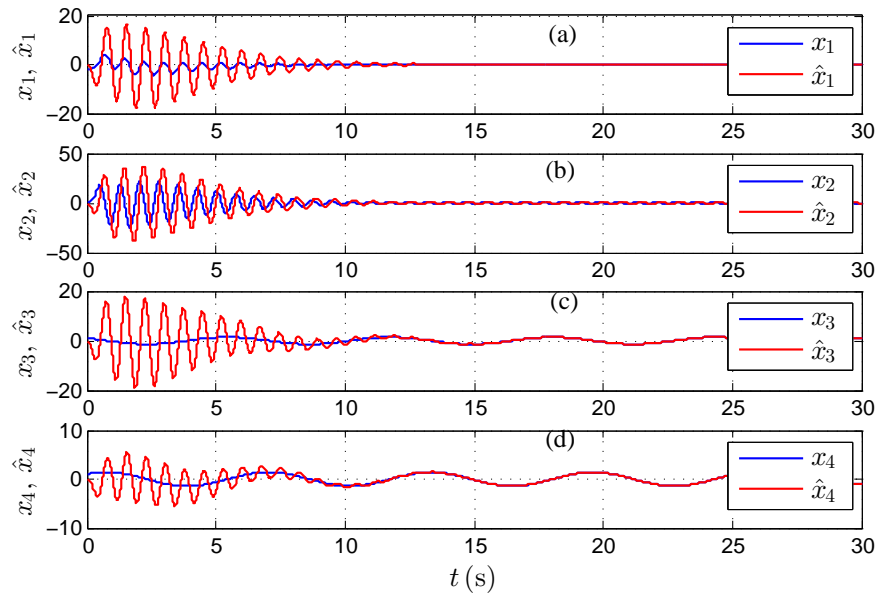 20
0
−20
x₁, x̂₁
(a)
x₁
x̂₁
0 5 10 15 20 25 30
50
0
−50
x₂, x̂₂
(b)
x₂
x̂₂
0 5 10 15 20 25 30
20
0
−20
x₃, x̂₃
(c)
x₃
x̂₃
0 5 10 15 20 25 30
10
0
−10
x₄, x̂₄
(d)
x₄
x̂₄
0 5 10 15 20 25 30
t (s)